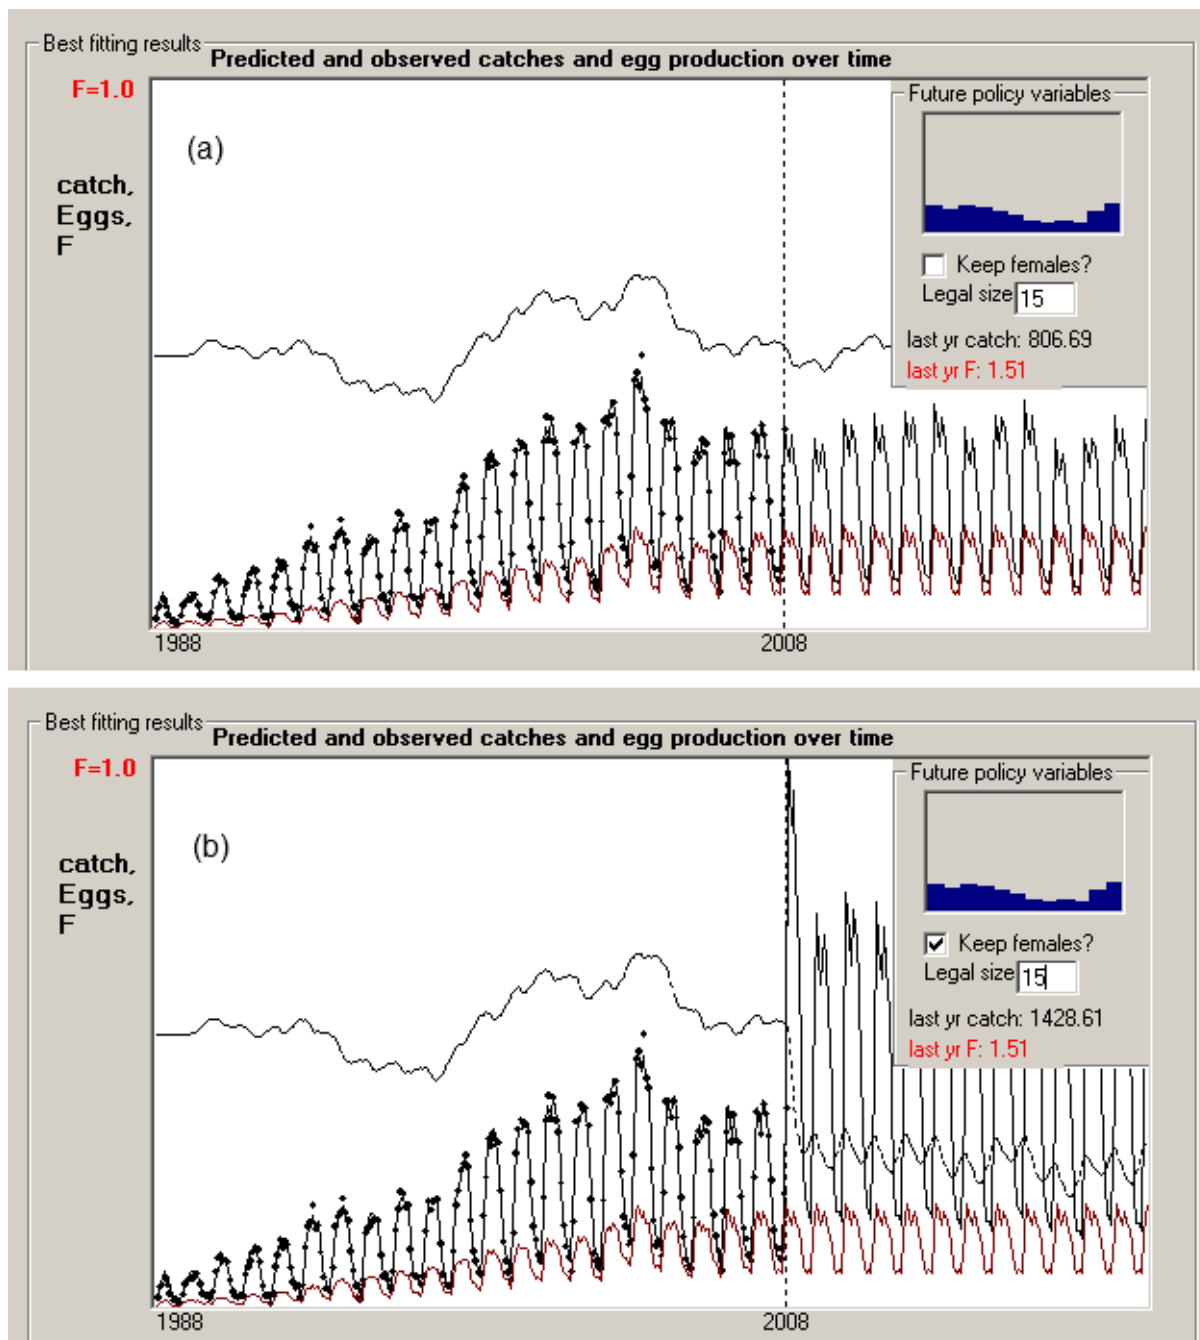 Best fitting results
Predicted and observed catches and egg production over time
F=1.0
Future policy variables
(a)
catch,
Eggs,
F
Keep females?
Legal size 15
last yr catch: 806.69
last yr F: 1.51
1988
2008
Best fitting results
Predicted and observed catches and egg production over time
F=1.0
Future policy variables
(b)
catch,
Eggs,
F
Keep females?
Legal size 15
last yr catch: 1428.61
last yr F: 1.51
1988
2008